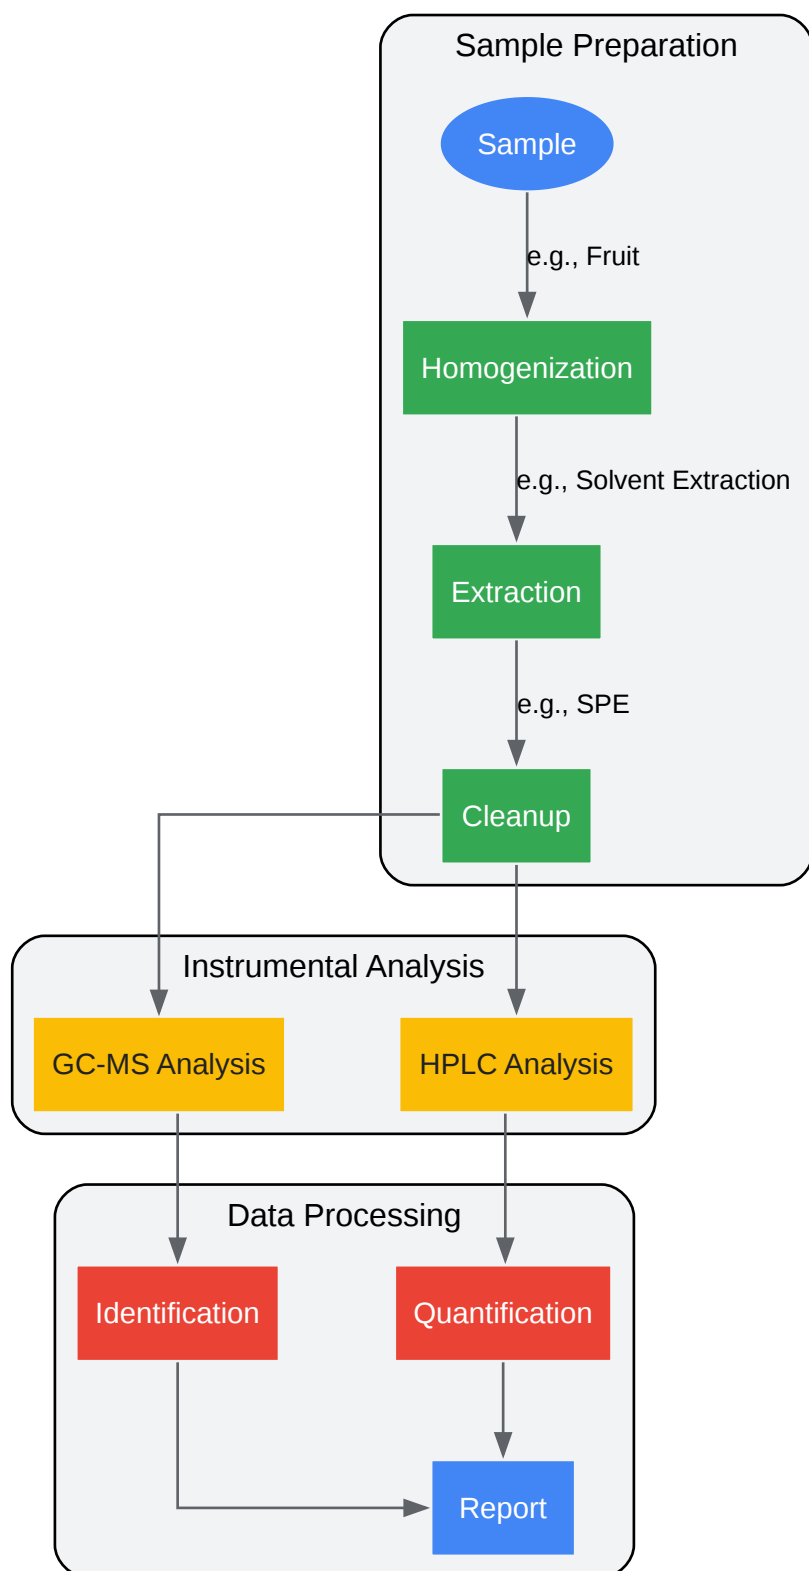 Sample Preparation
Sample
e.g., Fruit
Homogenization
e.g., Solvent Extraction
Extraction
e.g., SPE
Cleanup
Instrumental Analysis
GC-MS Analysis
HPLC Analysis
Data Processing
Identification
Quantification
Report